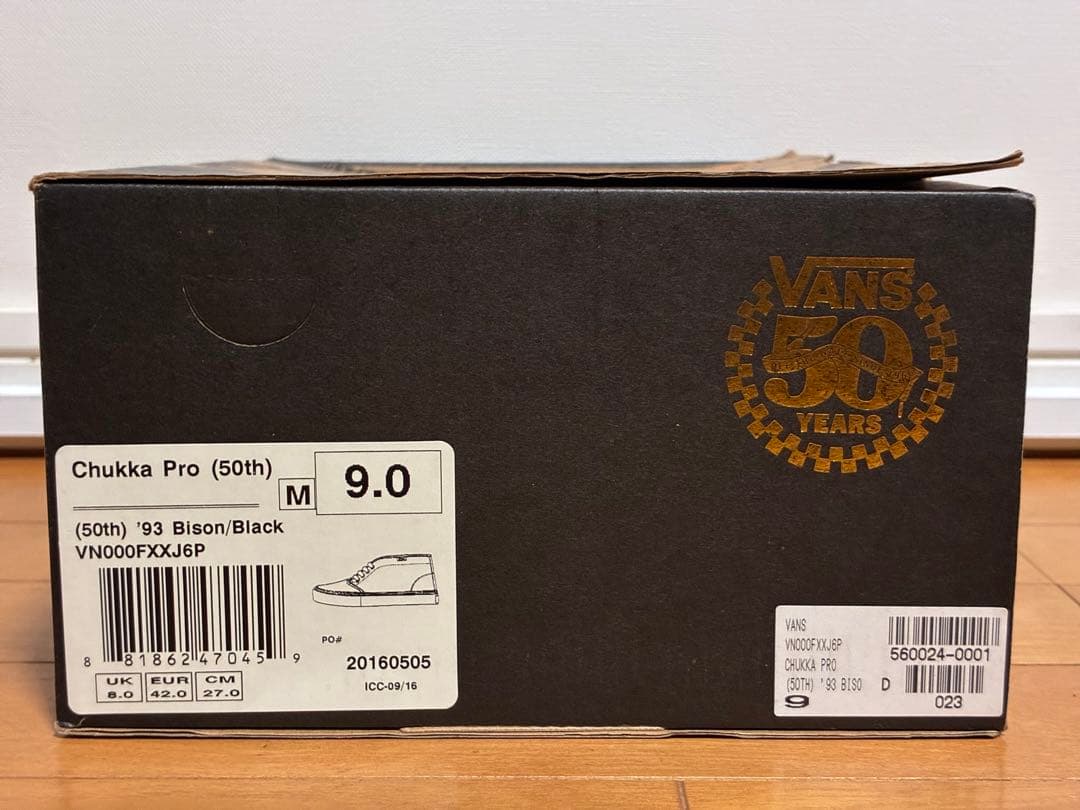 VANS
50
YEARS
Chukka Pro (50th)
M
9.0
(50th) '93 Bison/Black
VN000FXXJ6P
8 81862 47045 9
PO#
20160505
ICC-09/16
UK
8.0
EUR
42.0
CM
27.0
VANS
VN000FXXJ6P
560024-0001
CHUKKA PRO
(50TH) '93 BISO
D
9
023